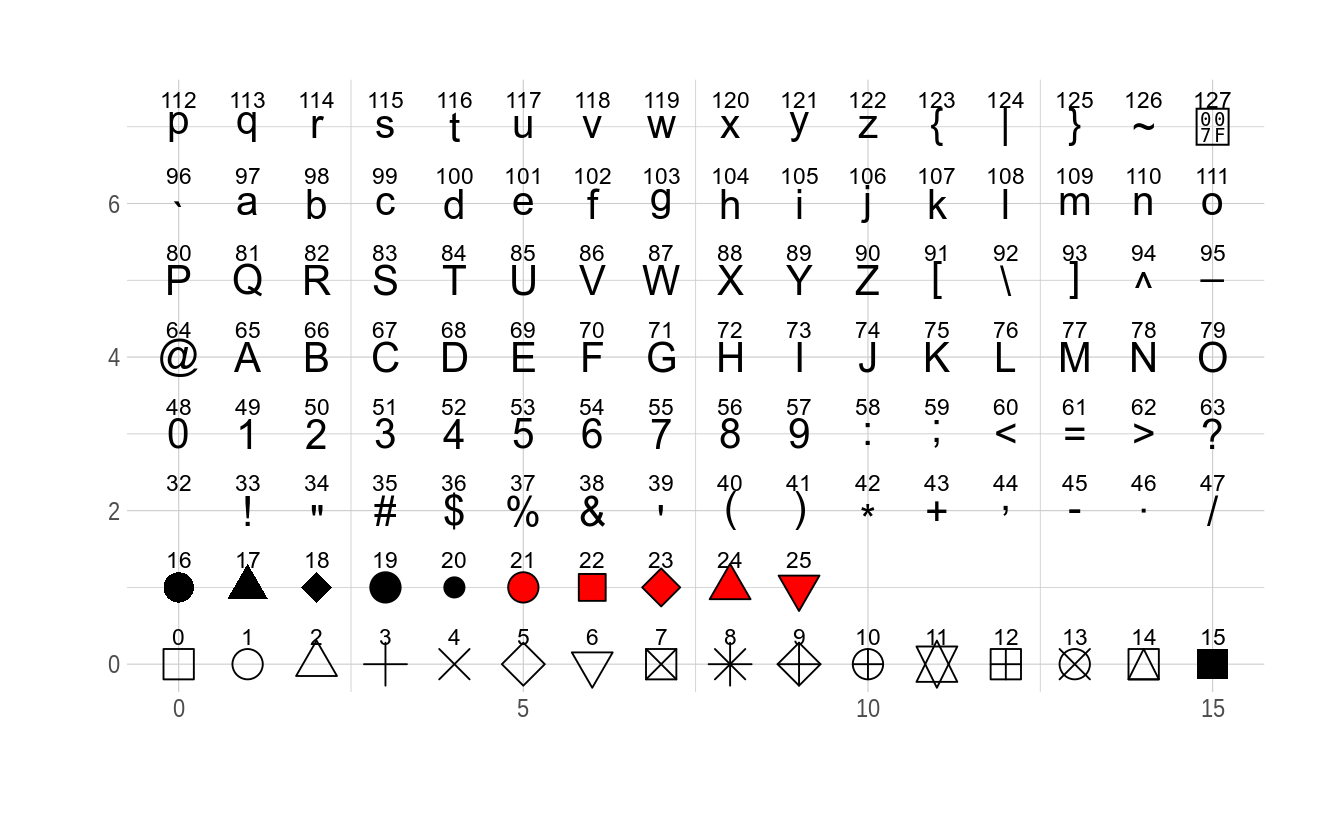 112 113 114 115 116 117 118 119 120 121 122 123 124 125 126 127
p q r s t u v w x y z { | } ~ 007F
96 97 98 99 100 101 102 103 104 105 106 107 108 109 110 111
6 ` a b c d e f g h i j k l m n o
80 81 82 83 84 85 86 87 88 89 90 91 92 93 94 95
P Q R S T U V W X Y Z [ \ ] ^ _
64 65 66 67 68 69 70 71 72 73 74 75 76 77 78 79
4 @ A B C D E F G H I J K L M N O
48 49 50 51 52 53 54 55 56 57 58 59 60 61 62 63
0 1 2 3 4 5 6 7 8 9 : ; < = > ?
32 33 34 35 36 37 38 39 40 41 42 43 44 45 46 47
2 ! " # $ % & ' ( ) * + , - . /
16 17 18 19 20 21 22 23 24 25
0 1 2 3 4 5 6 7 8 9 10 11 12 13 14 15
0
0 5 10 15